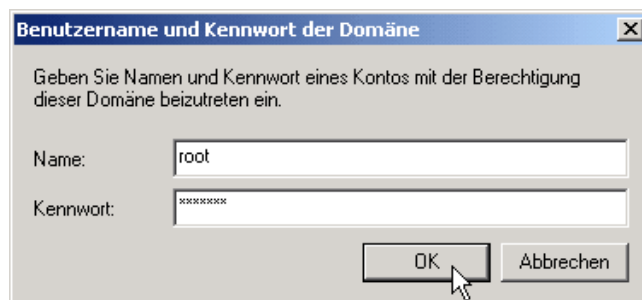 Benutzername und Kennwort der Domäne
Geben Sie Namen und Kennwort eines Kontos mit der Berechtigung
dieser Domäne beizutreten ein.
Name: root
Kennwort: xxxxxxx
OK Abbrechen